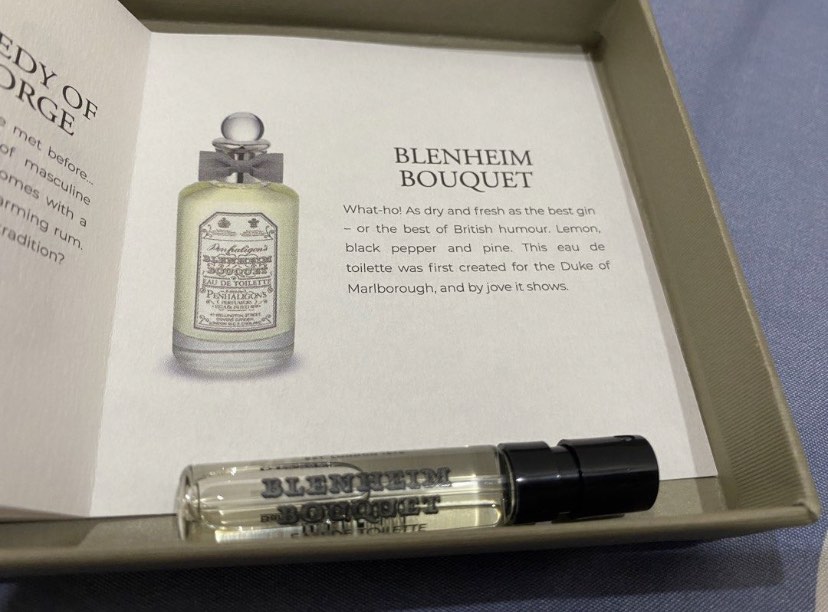 EDY OF
ORGE
e met before...
of masculine
omes with a
arming rum.
radition?
BLENHEIM
BOUQUET
What-ho! As dry and fresh as the best gin
– or the best of British humour. Lemon,
black pepper and pine. This eau de
toilette was first created for the Duke of
Marlborough, and by jove it shows.
Penhaligon's
BLENHEIM
BOUQUET
EAU DE TOILETTE
PENHALIGON'S
BLENHEIM
BOUQUET
EAU DE TOILETTE